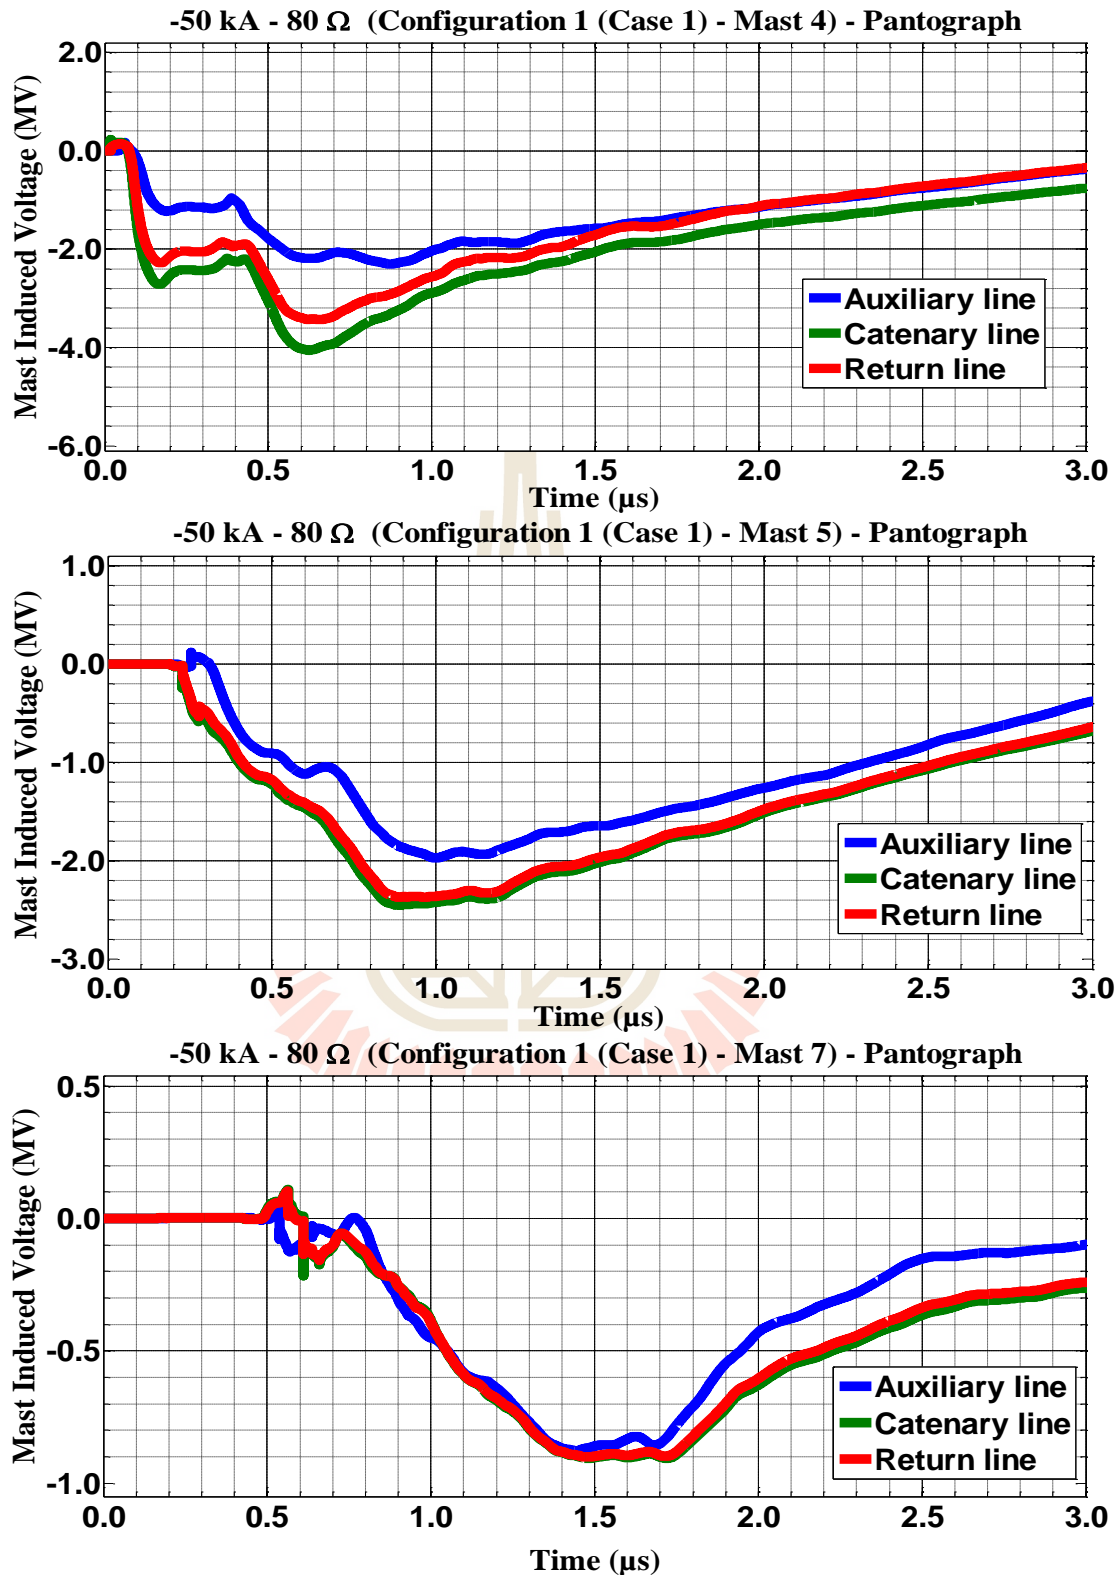 -50 kA - 80 Ω (Configuration 1 (Case 1) - Mast 4) - Pantograph
Mast Induced Voltage (MV)
2.0
0.0
-2.0
-4.0
-6.0
Auxiliary line
Catenary line
Return line
0.0 0.5 1.0 1.5 2.0 2.5 3.0
Time (µs)
-50 kA - 80 Ω (Configuration 1 (Case 1) - Mast 5) - Pantograph
Mast Induced Voltage (MV)
1.0
0.0
-1.0
-2.0
-3.0
Auxiliary line
Catenary line
Return line
0.0 0.5 1.0 1.5 2.0 2.5 3.0
Time (µs)
-50 kA - 80 Ω (Configuration 1 (Case 1) - Mast 7) - Pantograph
Mast Induced Voltage (MV)
0.5
0.0
-0.5
-1.0
Auxiliary line
Catenary line
Return line
0.0 0.5 1.0 1.5 2.0 2.5 3.0
Time (µs)